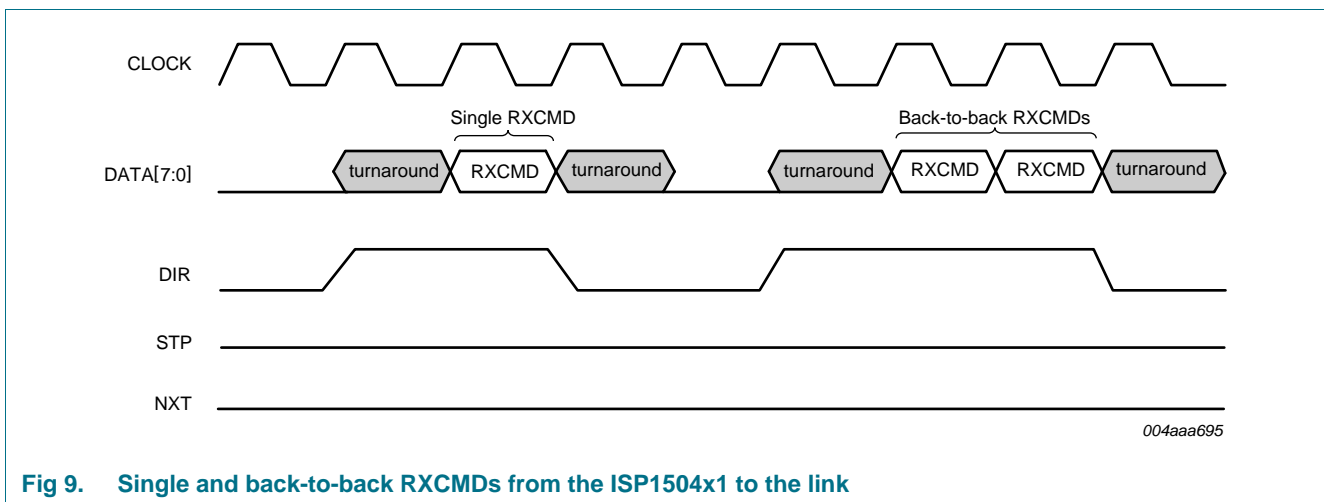 CLOCK
Single RXCMD
Back-to-back RXCMDs
DATA[7:0]
turnaround
RXCMD
turnaround
turnaround
RXCMD
RXCMD
turnaround
DIR
STP
NXT
004aaa695
Fig 9. Single and back-to-back RXCMDs from the ISP1504x1 to the link